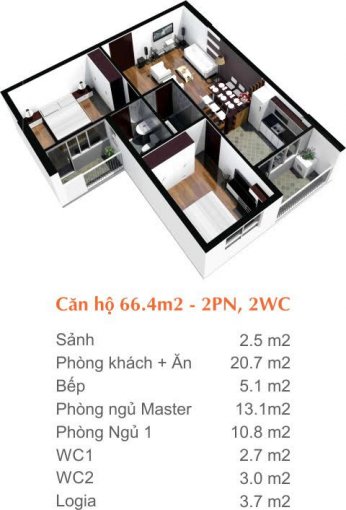 Căn hộ 66.4m2 - 2PN, 2WC
Sảnh 2.5 m2
Phòng khách + Ăn 20.7 m2
Bếp 5.1 m2
Phòng ngủ Master 13.1m2
Phòng Ngủ 1 10.8 m2
WC1 2.7 m2
WC2 3.0 m2
Logia 3.7 m2